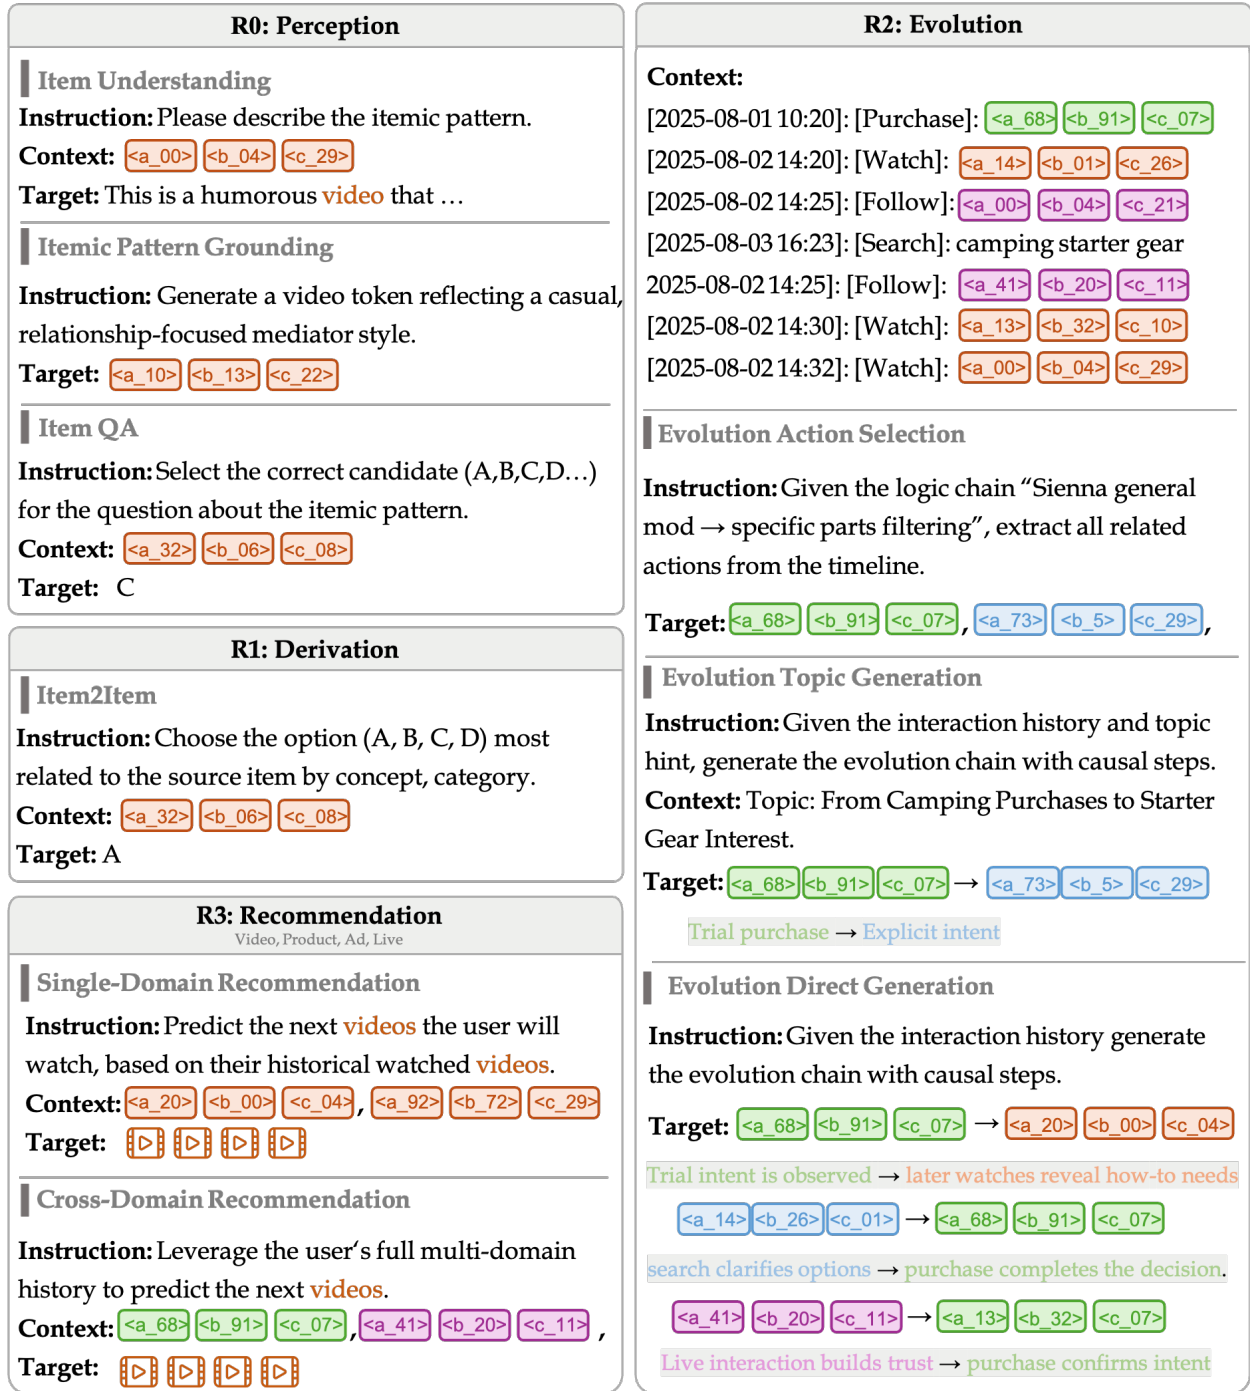 R0: Perception
Item Understanding
Instruction: Please describe the itemic pattern.
Context: <a_00> <b_04> <c_29>
Target: This is a humorous video that …
Itemic Pattern Grounding
Instruction: Generate a video token reflecting a casual,
relationship-focused mediator style.
Target: <a_10> <b_13> <c_22>
Item QA
Instruction: Select the correct candidate (A,B,C,D…)
for the question about the itemic pattern.
Context: <a_32> <b_06> <c_08>
Target: C
R1: Derivation
Item2Item
Instruction: Choose the option (A, B, C, D) most
related to the source item by concept, category.
Context: <a_32> <b_06> <c_08>
Target: A
R3: Recommendation
Video, Product, Ad, Live
Single-Domain Recommendation
Instruction: Predict the next videos the user will
watch, based on their historical watched videos.
Context: <a_20> <b_00> <c_04>, <a_92> <b_72> <c_29>
Target:
Cross-Domain Recommendation
Instruction: Leverage the user‘s full multi-domain
history to predict the next videos.
Context: <a_68> <b_91> <c_07>, <a_41> <b_20> <c_11> ,
Target:
R2: Evolution
Context:
[2025-08-01 10:20]: [Purchase]: <a_68> <b_91> <c_07>
[2025-08-02 14:20]: [Watch]: <a_14> <b_01> <c_26>
[2025-08-02 14:25]: [Follow]: <a_00> <b_04> <c_21>
[2025-08-03 16:23]: [Search]: camping starter gear
2025-08-02 14:25]: [Follow]: <a_41> <b_20> <c_11>
[2025-08-02 14:30]: [Watch]: <a_13> <b_32> <c_10>
[2025-08-02 14:32]: [Watch]: <a_00> <b_04> <c_29>
Evolution Action Selection
Instruction: Given the logic chain “Sienna general
mod → specific parts filtering”, extract all related
actions from the timeline.
Target: <a_68> <b_91> <c_07> , <a_73> <b_5> <c_29>,
Evolution Topic Generation
Instruction: Given the interaction history and topic
hint, generate the evolution chain with causal steps.
Context: Topic: From Camping Purchases to Starter
Gear Interest.
Target: <a_68> <b_91> <c_07> → <a_73> <b_5> <c_29>
Trial purchase → Explicit intent
Evolution Direct Generation
Instruction: Given the interaction history generate
the evolution chain with causal steps.
Target: <a_68> <b_91> <c_07> → <a_20> <b_00> <c_04>
Trial intent is observed → later watches reveal how-to needs
<a_14> <b_26> <c_01> → <a_68> <b_91> <c_07>
search clarifies options → purchase completes the decision.
<a_41> <b_20> <c_11> → <a_13> <b_32> <c_07>
Live interaction builds trust → purchase confirms intent